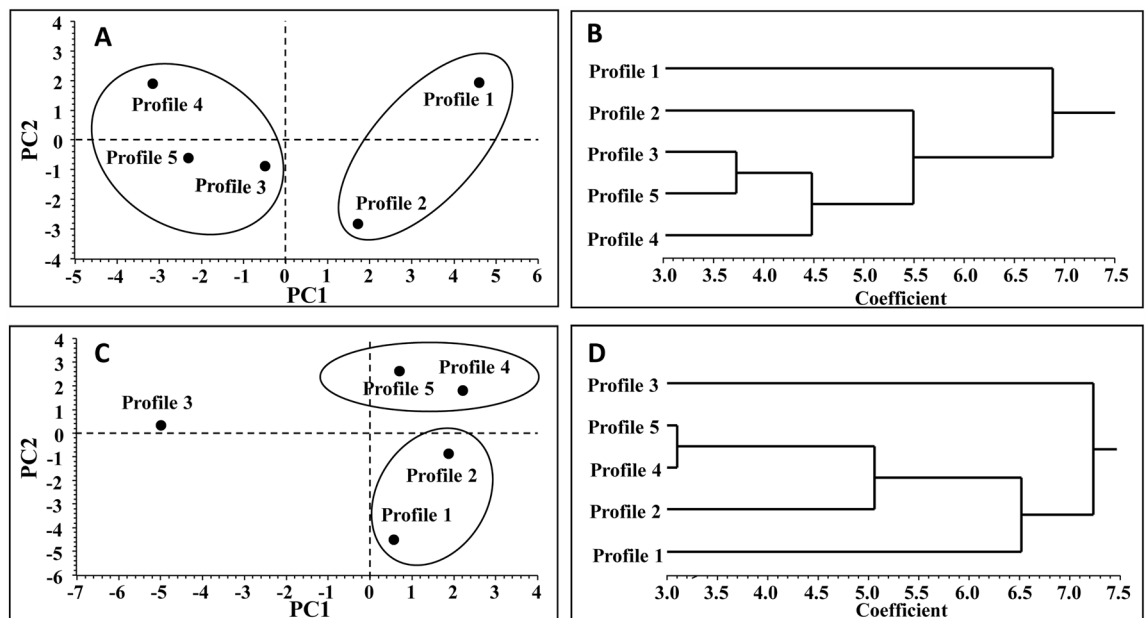 A
4
3
2
1
0
-1
-2
-3
-4
PC2
Profile 4
Profile 1
Profile 5
Profile 3
Profile 2
-5 -4 -3 -2 -1 0 1 2 3 4 5 6
PC1
B
Profile 1
Profile 2
Profile 3
Profile 5
Profile 4
3.0 3.5 4.0 4.5 5.0 5.5 6.0 6.5 7.0 7.5
Coefficient
C
4
3
2
1
0
-1
-2
-3
-4
-5
-6
PC2
Profile 4
Profile 5
Profile 3
Profile 2
Profile 1
-7 -6 -5 -4 -3 -2 -1 0 1 2 3 4
PC1
D
Profile 3
Profile 5
Profile 4
Profile 2
Profile 1
3.0 3.5 4.0 4.5 5.0 5.5 6.0 6.5 7.0 7.5
Coefficient